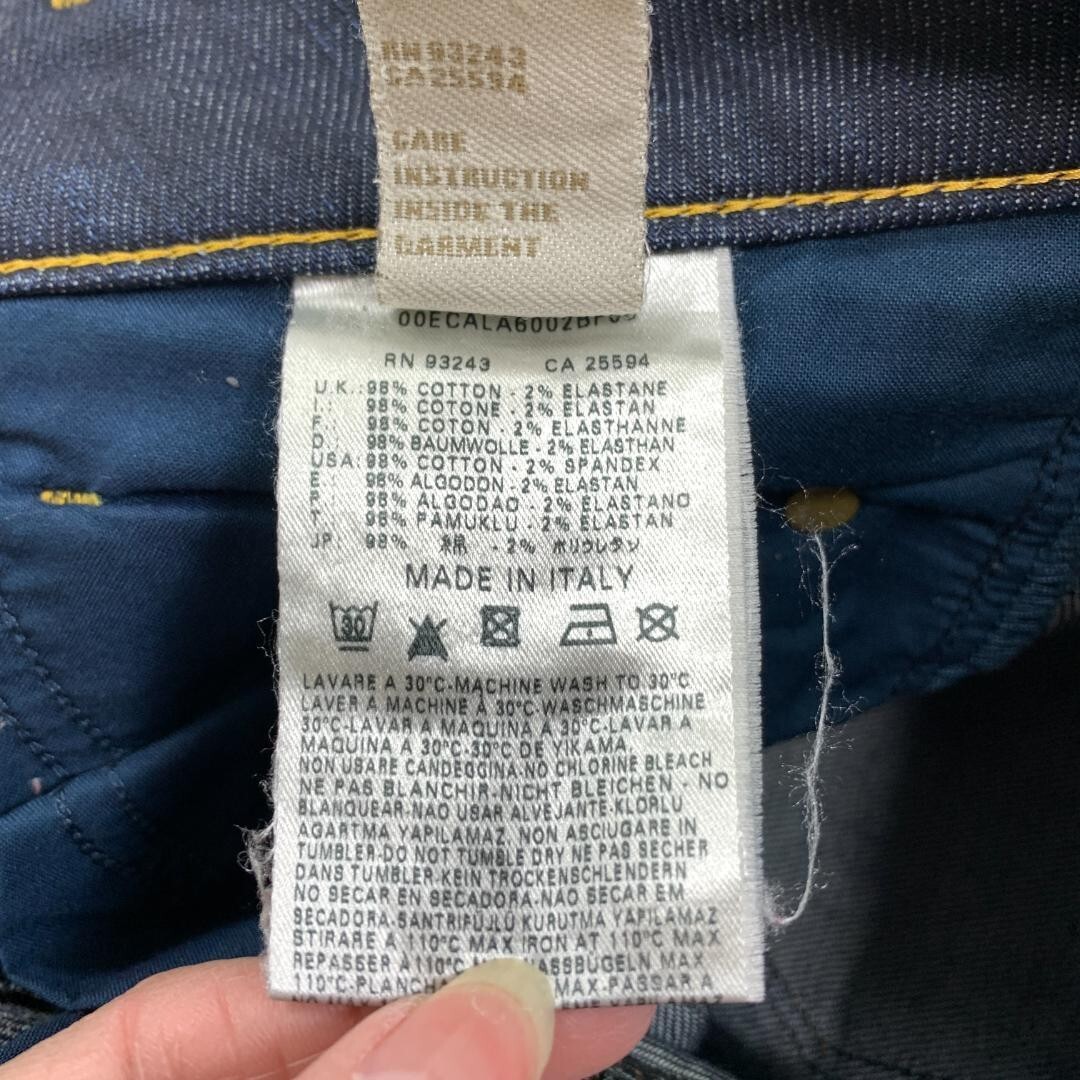 RN 93243
CA 25594
CARE
INSTRUCTION
INSIDE THE
GARMENT
RN 93243 CA 25594
U.K.: 98% COTTON - 2% ELASTANE
I.: 98% COTONE - 2% ELASTAN
F.: 98% COTON - 2% ELASTHANNE
D.: 98% BAUMWOLLE - 2% ELASTHAN
USA: 98% COTTON - 2% SPANDEX
E.: 98% ALGODON - 2% ELASTAN
P.: 98% ALGODAO - 2% ELASTANO
T.: 98% PAMUKLU - 2% ELASTAN
JP: 98% 綿 - 2% ポリウレタン
MADE IN ITALY
30
LAVARE A 30°C-MACHINE WASH TO 30°C
LAVER A MACHINE À 30°C-WASCHMASCHINE
30°C-LAVAR A MAQUINA A 30°C-LAVAR A
MAQUINA A 30°C-30°C DE YIKAMA
NON USARE CANDEGGINA-NO CHLORINE BLEACH
NE PAS BLANCHIR-NICHT BLEICHEN - NO
BLANQUEAR-NAO USAR ALVEJANTE-KLORLU
AGARTMA YAPILAMAZ NON ASCIUGARE IN
TUMBLER-DO NOT TUMBLE DRY NE PAS SECHER
DANS TUMBLER-KEIN TROCKENSCHLENDERN
NO SECAR EN SECADORA-NAO SECAR EM
SECADORA-SANTRIFÜJLÜ KURUTMA YAPILAMAZ
STIRARE A 110°C MAX IRON AT 110°C MAX
REPASSER A 110°C MAX
110°C-PLANCHA MAX-PASSAR A